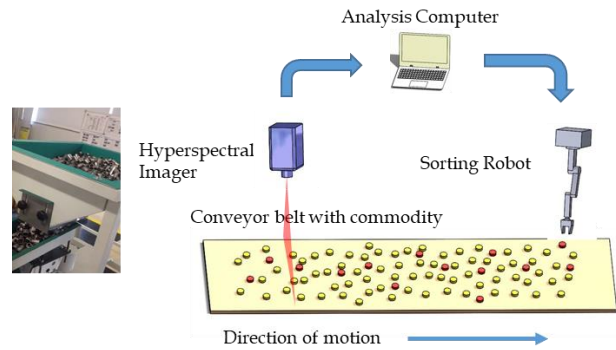 Analysis Computer
Hyperspectral
Imager
Sorting Robot
Conveyor belt with commodity
Direction of motion